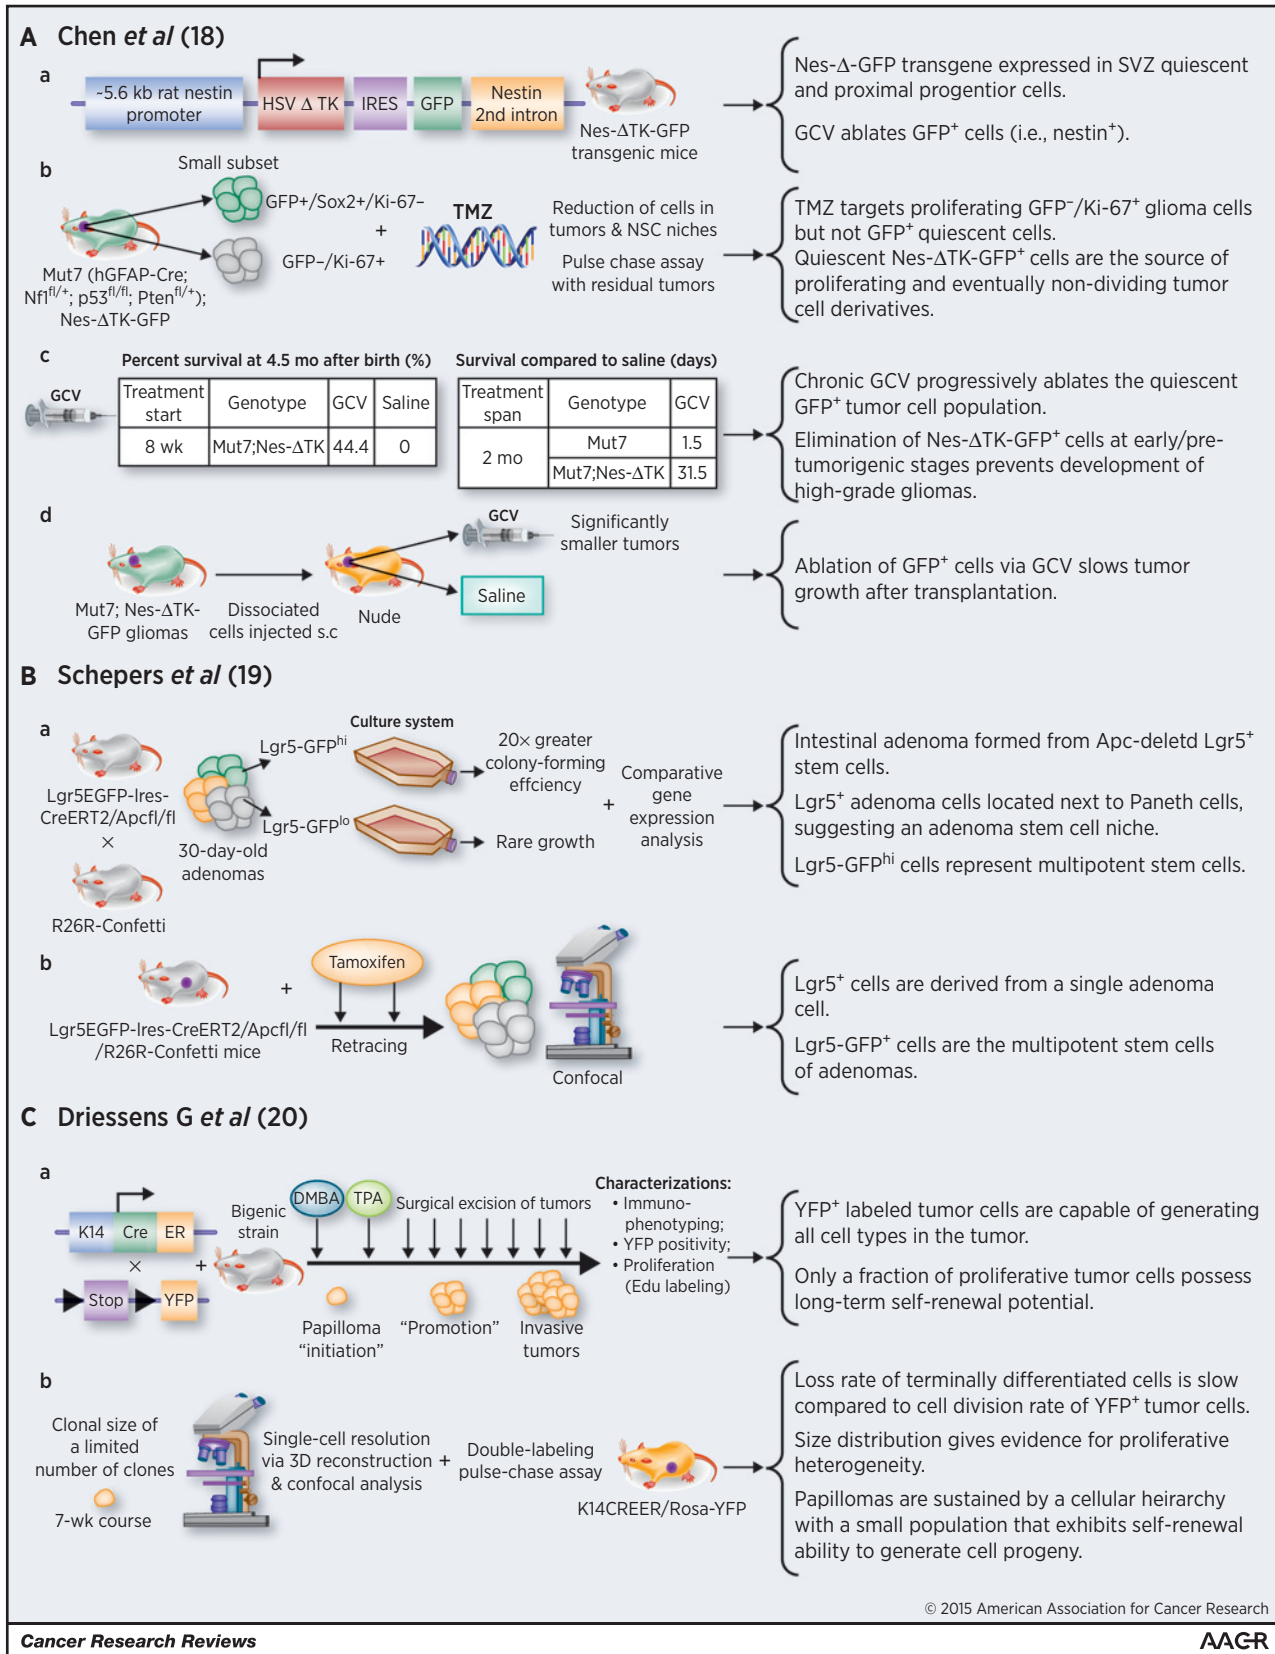 A Chen et al (18)
a
~5.6 kb rat nestin
promoter
HSV Δ TK
IRES
GFP
Nestin
2nd intron
Nes-ΔTK-GFP
transgenic mice
Nes-Δ-GFP transgene expressed in SVZ quiescent
and proximal progentior cells.
GCV ablates GFP⁺ cells (i.e., nestin⁺).
b
Small subset
GFP+/Sox2+/Ki-67–
+
GFP–/Ki-67+
Mut7 (hGFAP-Cre;
Nf1ᶠˡ/⁺; p53ᶠˡ/ᶠˡ; Ptenᶠˡ/⁺);
Nes-ΔTK-GFP
TMZ
Reduction of cells in
tumors & NSC niches
Pulse chase assay
with residual tumors
TMZ targets proliferating GFP⁻/Ki-67⁺ glioma cells
but not GFP⁺ quiescent cells.
Quiescent Nes-ΔTK-GFP⁺ cells are the source of
proliferating and eventually non-dividing tumor
cell derivatives.
c
GCV
Percent survival at 4.5 mo after birth (%)
Treatment
start
Genotype
GCV
Saline
8 wk
Mut7;Nes-ΔTK
44.4
0
Survival compared to saline (days)
Treatment
span
Genotype
GCV
2 mo
Mut7
1.5
Mut7;Nes-ΔTK
31.5
Chronic GCV progressively ablates the quiescent
GFP⁺ tumor cell population.
Elimination of Nes-ΔTK-GFP⁺ cells at early/pre-
tumorigenic stages prevents development of
high-grade gliomas.
d
Mut7; Nes-ΔTK-
GFP gliomas
Dissociated
cells injected s.c
Nude
GCV
Significantly
smaller tumors
Saline
Ablation of GFP⁺ cells via GCV slows tumor
growth after transplantation.
B Schepers et al (19)
a
Lgr5EGFP-Ires-
CreERT2/Apcfl/fl
×
R26R-Confetti
30-day-old
adenomas
Lgr5-GFPʰⁱ
Lgr5-GFPˡᵒ
Culture system
20× greater
colony-forming
effciency
Rare growth
+
Comparative
gene
expression
analysis
Intestinal adenoma formed from Apc-deletd Lgr5⁺
stem cells.
Lgr5⁺ adenoma cells located next to Paneth cells,
suggesting an adenoma stem cell niche.
Lgr5-GFPʰⁱ cells represent multipotent stem cells.
b
Lgr5EGFP-Ires-CreERT2/Apcfl/fl
/R26R-Confetti mice
+
Tamoxifen
Retracing
Confocal
Lgr5⁺ cells are derived from a single adenoma
cell.
Lgr5-GFP⁺ cells are the multipotent stem cells
of adenomas.
C Driessens G et al (20)
a
K14
Cre
ER
×
Stop
YFP
+
Bigenic
strain
DMBA
TPA
Surgical excision of tumors
Papilloma
“initiation”
“Promotion”
Invasive
tumors
Characterizations:
• Immuno-
phenotyping;
• YFP positivity;
• Proliferation
(Edu labeling)
YFP⁺ labeled tumor cells are capable of generating
all cell types in the tumor.
Only a fraction of proliferative tumor cells possess
long-term self-renewal potential.
b
Clonal size of
a limited
number of clones
7-wk course
Single-cell resolution
via 3D reconstruction
& confocal analysis
+
Double-labeling
pulse-chase assay
K14CREER/Rosa-YFP
Loss rate of terminally differentiated cells is slow
compared to cell division rate of YFP⁺ tumor cells.
Size distribution gives evidence for proliferative
heterogeneity.
Papillomas are sustained by a cellular heirarchy
with a small population that exhibits self-renewal
ability to generate cell progeny.
© 2015 American Association for Cancer Research
Cancer Research Reviews
AACR